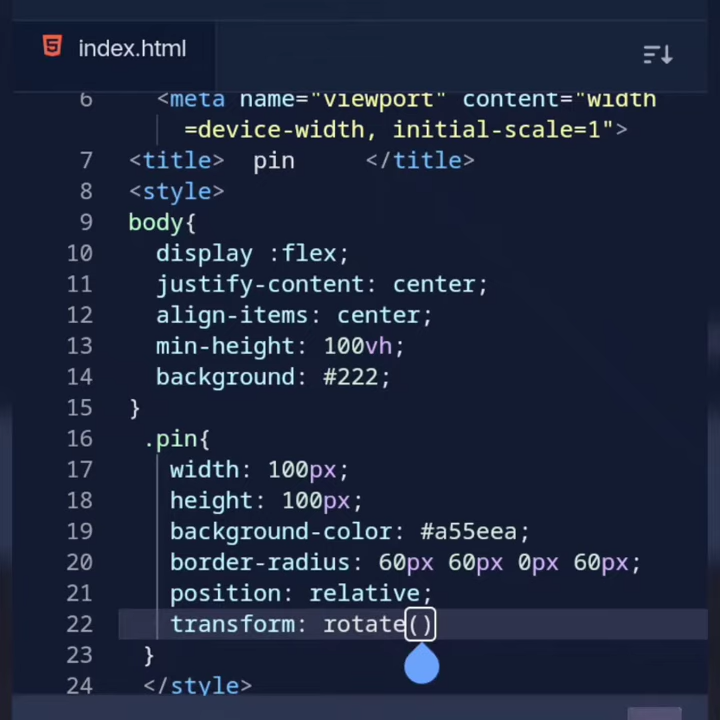 index.html
6 <meta name="viewport" content="width
=device-width, initial-scale=1">
7 <title> pin </title>
8 <style>
9 body{
10 display :flex;
11 justify-content: center;
12 align-items: center;
13 min-height: 100vh;
14 background: #222;
15 }
16 .pin{
17 width: 100px;
18 height: 100px;
19 background-color: #a55eea;
20 border-radius: 60px 60px 0px 60px;
21 position: relative;
22 transform: rotate()
23 }
24 </style>